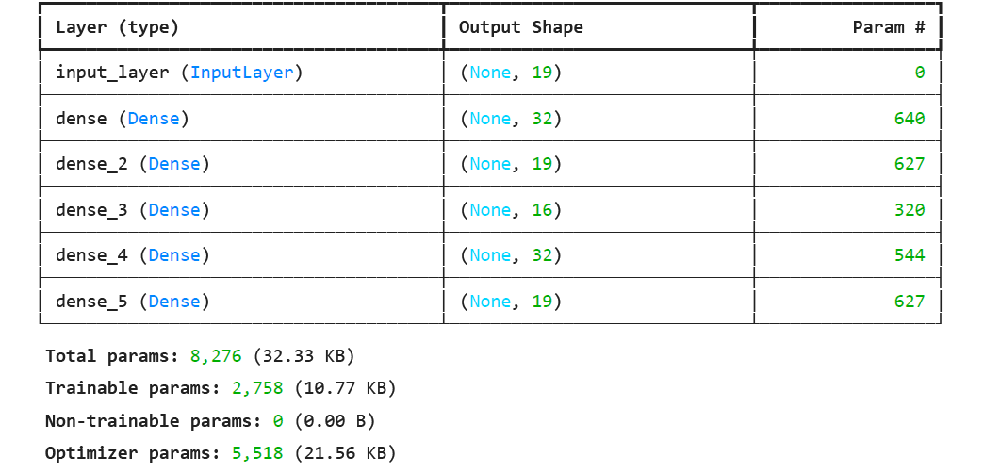 Layer (type) Output Shape Param #
input_layer (InputLayer) (None, 19) 0
dense (Dense) (None, 32) 640
dense_2 (Dense) (None, 19) 627
dense_3 (Dense) (None, 16) 320
dense_4 (Dense) (None, 32) 544
dense_5 (Dense) (None, 19) 627
Total params: 8,276 (32.33 KB)
Trainable params: 2,758 (10.77 KB)
Non-trainable params: 0 (0.00 B)
Optimizer params: 5,518 (21.56 KB)